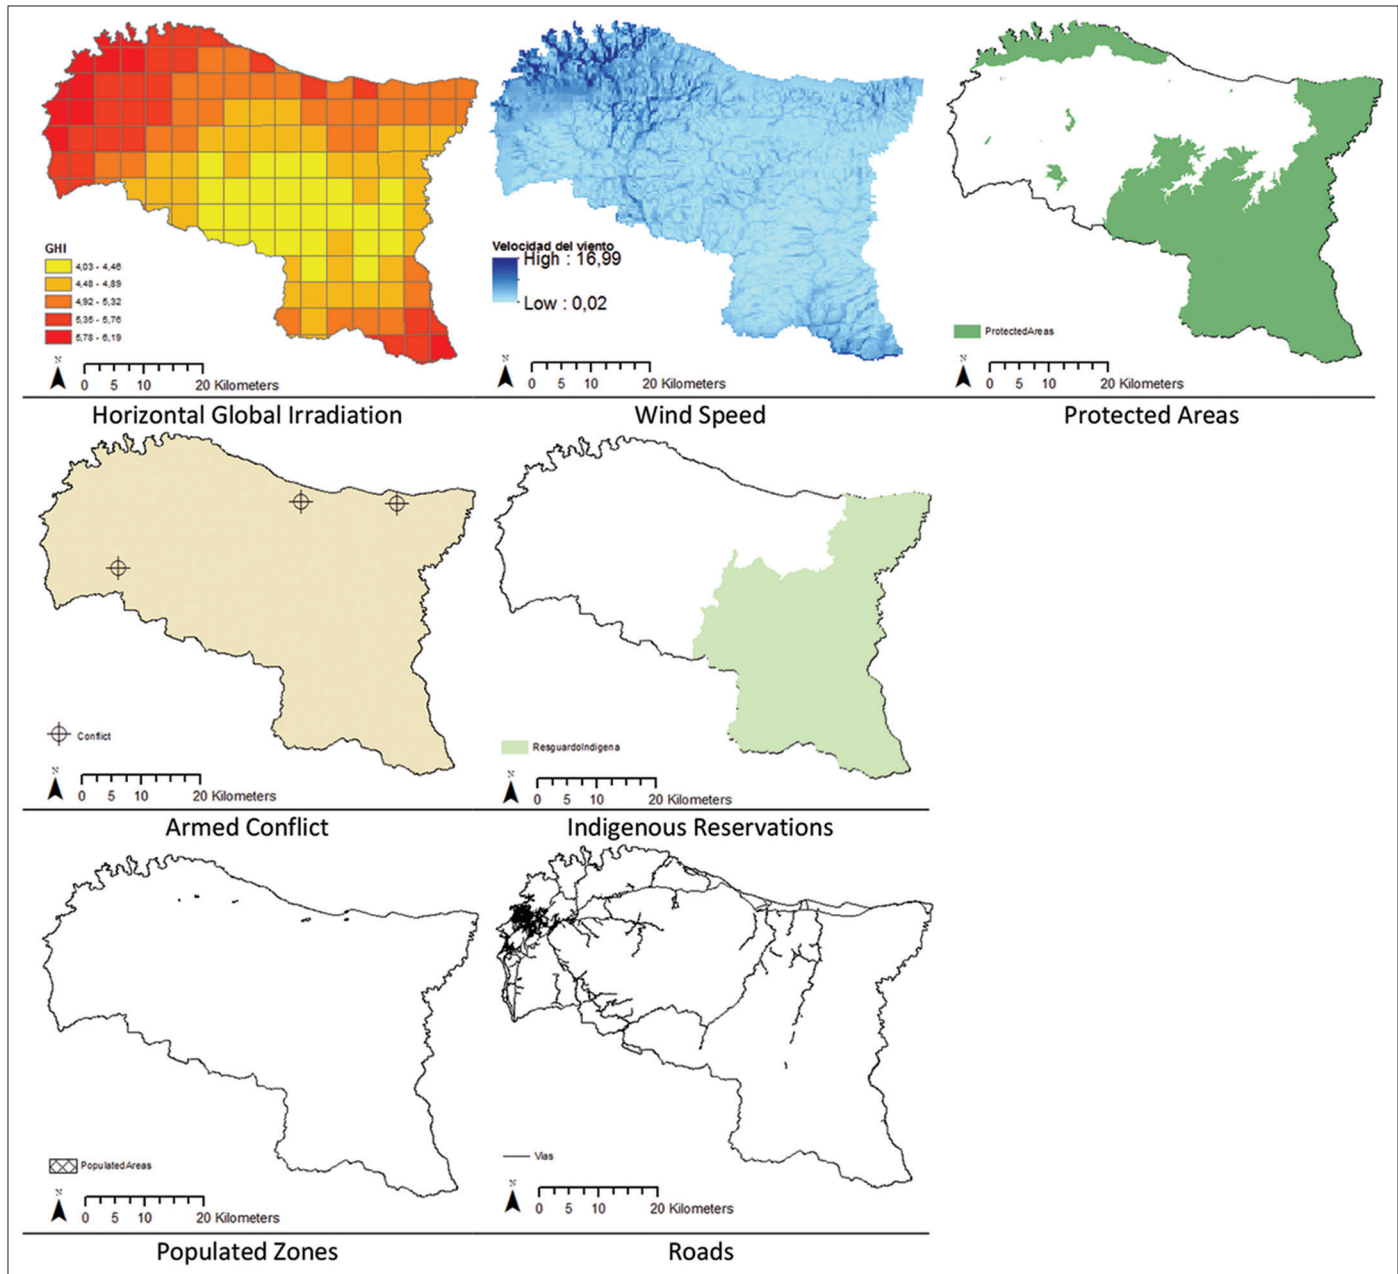 GHI
4,03 - 4,46
4,48 - 4,89
4,92 - 5,32
5,35 - 5,76
5,78 - 6,19
N
0 5 10 20 Kilometers
Horizontal Global Irradiation
Velocidad del viento
High : 16,99
Low : 0,02
N
0 5 10 20 Kilometers
Wind Speed
ProtectedAreas
N
0 5 10 20 Kilometers
Protected Areas
Conflict
N
0 5 10 20 Kilometers
Armed Conflict
ResguardoIndigena
N
0 5 10 20 Kilometers
Indigenous Reservations
PopulatedAreas
N
0 5 10 20 Kilometers
Populated Zones
Vias
N
0 5 10 20 Kilometers
Roads